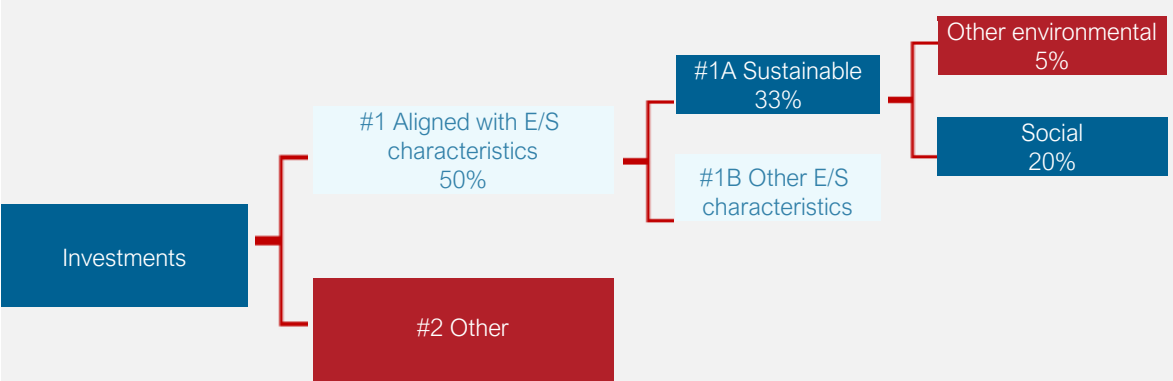 Other environmental
5%
#1A Sustainable
33%
#1 Aligned with E/S
characteristics
50%
Social
20%
#1B Other E/S
characteristics
Investments
#2 Other